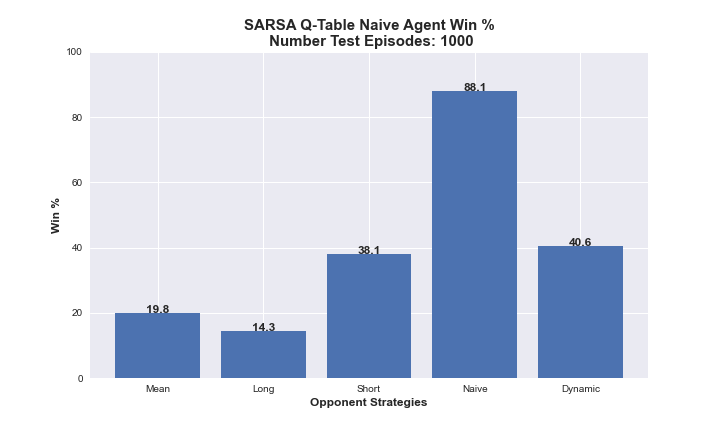 SARSA Q-Table Naive Agent Win %
Number Test Episodes: 1000
100
80
60
40
20
0
Win %
19.8
14.3
38.1
88.1
40.6
Mean Long Short Naive Dynamic
Opponent Strategies